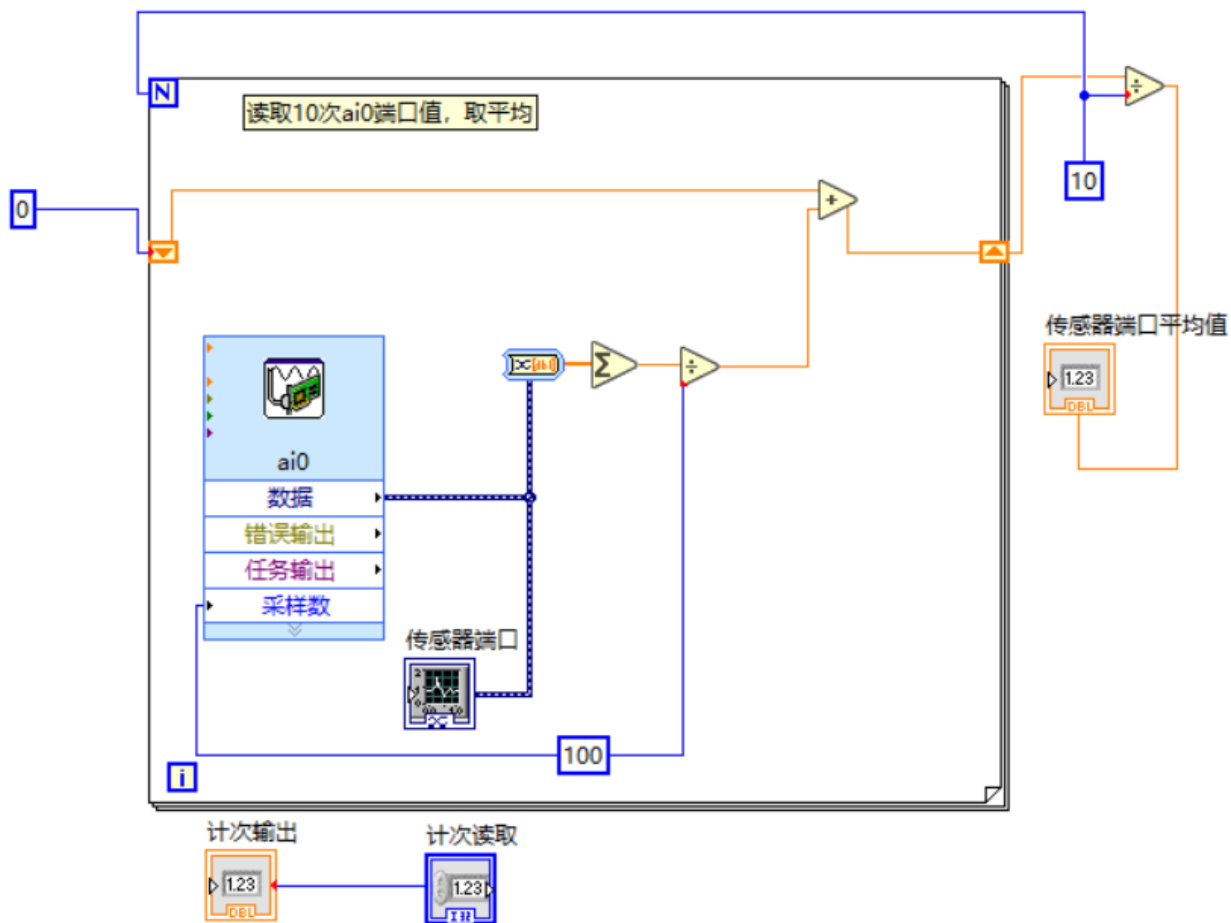 N
读取10次ai0端口值，取平均
÷
10
0
+
传感器端口平均值
1.23
DBL
Σ
÷
ai0
数据
错误输出
任务输出
采样数
传感器端口
100
i
计次输出
计次读取
1.23
DBL
1.23
I32